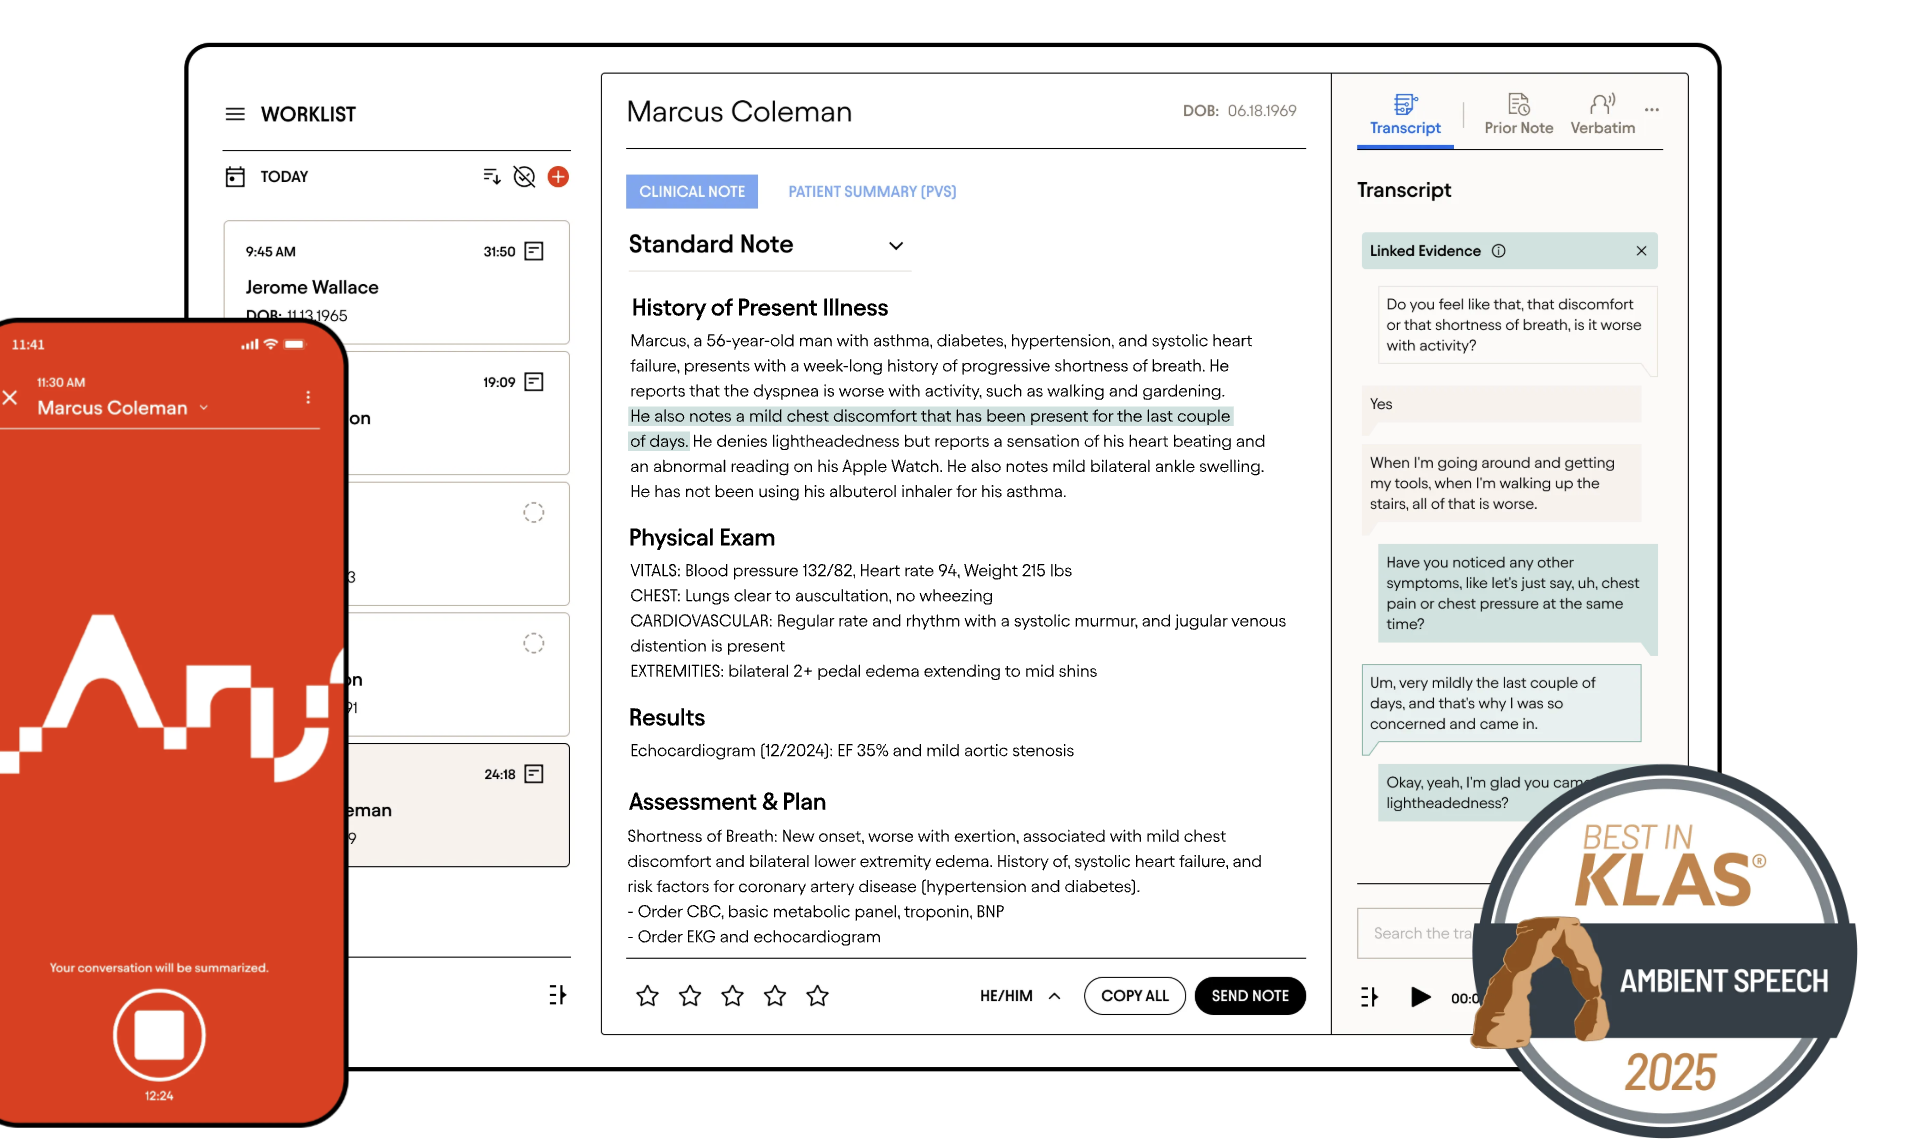 WORKLIST
TODAY
9:45 AM
31:50
Jerome Wallace
DOB: 11.13.1965
19:09
on
3
on
91
24:18
eman
9
11:41
11:30 AM
Marcus Coleman
Your conversation will be summarized.
12:24
Marcus Coleman
DOB: 06.18.1969
CLINICAL NOTE
PATIENT SUMMARY (PVS)
Standard Note
History of Present Illness
Marcus, a 56-year-old man with asthma, diabetes, hypertension, and systolic heart
failure, presents with a week-long history of progressive shortness of breath. He
reports that the dyspnea is worse with activity, such as walking and gardening.
He also notes a mild chest discomfort that has been present for the last couple
of days. He denies lightheadedness but reports a sensation of his heart beating and
an abnormal reading on his Apple Watch. He also notes mild bilateral ankle swelling.
He has not been using his albuterol inhaler for his asthma.
Physical Exam
VITALS: Blood pressure 132/82, Heart rate 94, Weight 215 lbs
CHEST: Lungs clear to auscultation, no wheezing
CARDIOVASCULAR: Regular rate and rhythm with a systolic murmur, and jugular venous
distention is present
EXTREMITIES: bilateral 2+ pedal edema extending to mid shins
Results
Echocardiogram (12/2024): EF 35% and mild aortic stenosis
Assessment & Plan
Shortness of Breath: New onset, worse with exertion, associated with mild chest
discomfort and bilateral lower extremity edema. History of, systolic heart failure, and
risk factors for coronary artery disease (hypertension and diabetes).
- Order CBC, basic metabolic panel, troponin, BNP
- Order EKG and echocardiogram
HE/HIM
COPY ALL
SEND NOTE
Transcript
Prior Note
Verbatim
Transcript
Linked Evidence
Do you feel like that, that discomfort
or that shortness of breath, is it worse
with activity?
Yes
When I'm going around and getting
my tools, when I'm walking up the
stairs, all of that is worse.
Have you noticed any other
symptoms, like let's just say, uh, chest
pain or chest pressure at the same
time?
Um, very mildly the last couple of
days, and that's why I was so
concerned and came in.
Okay, yeah, I'm glad you came
lightheadedness?
Search the tra
00:0
BEST IN
KLAS®
AMBIENT SPEECH
2025